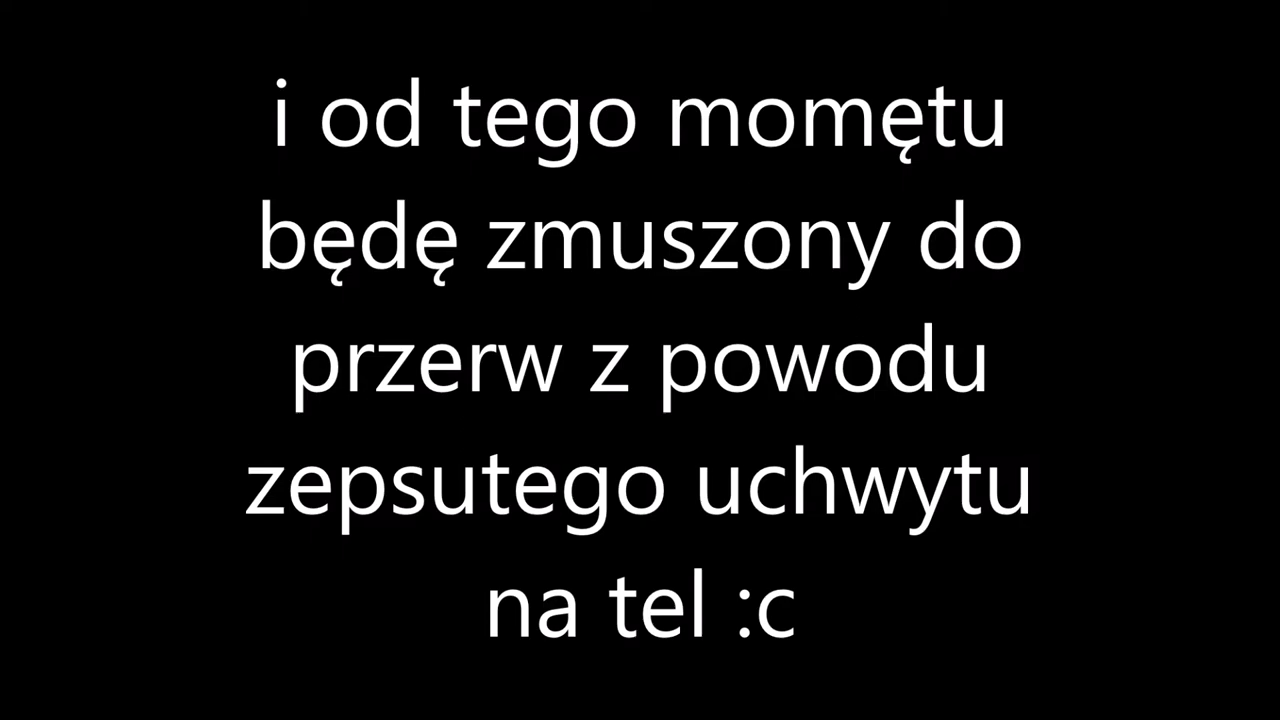 i od tego momętu
będę zmuszony do
przerw z powodu
zepsutego uchwytu
na tel :c